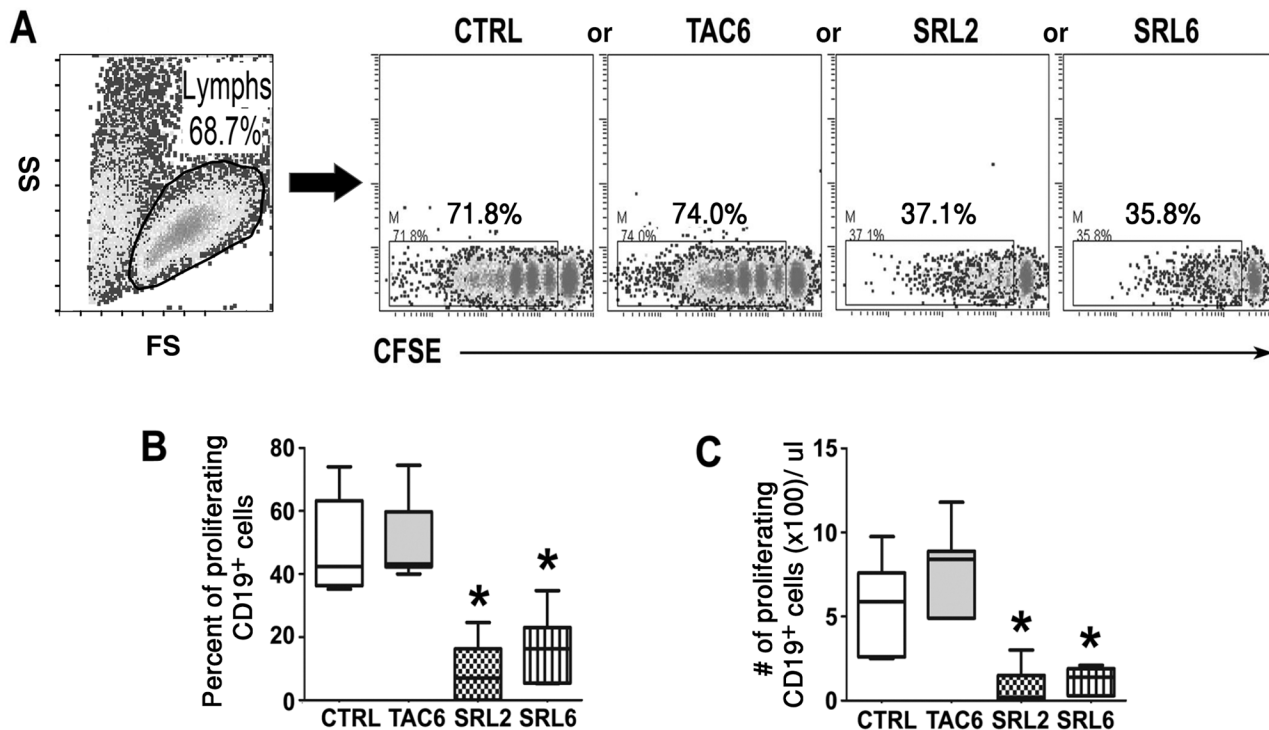 A
CTRL or TAC6 or SRL2 or SRL6
Lymphs
68.7%
SS
FS
M
71.8%
71.8%
M
74.0%
74.0%
M
37.1%
37.1%
M
35.8%
35.8%
CFSE
B
Percent of proliferating
CD19+ cells
80
60
40
20
0
*
*
CTRL TAC6 SRL2 SRL6
C
# of proliferating
CD19+ cells (x100)/ ul
15
10
5
0
*
*
CTRL TAC6 SRL2 SRL6